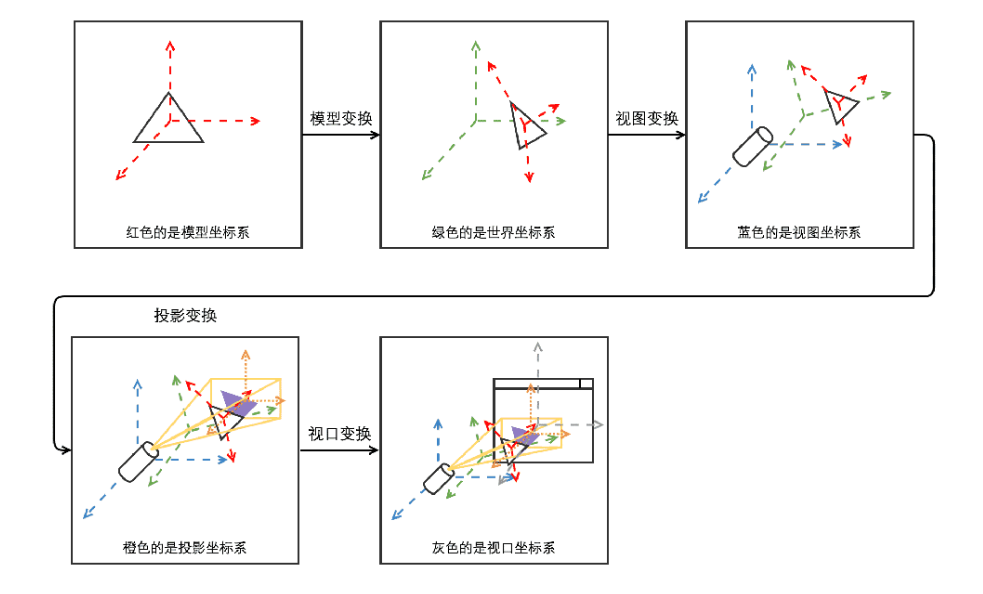 模型变换
视图变换
红色的是模型坐标系
绿色的是世界坐标系
蓝色的是视图坐标系
投影变换
视口变换
橙色的是投影坐标系
灰色的是视口坐标系